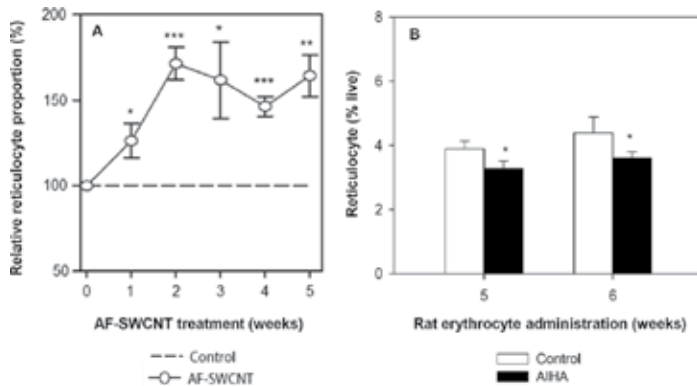 A
Relative reticulocyte proportion (%)
200
150
100
50
*
***
*
***
**
0 1 2 3 4 5
AF-SWCNT treatment (weeks)
Control
AF-SWCNT
B
Reticulocyte (% live)
8
6
4
2
0
*
*
5 6
Rat erythrocyte administration (weeks)
Control
AIHA